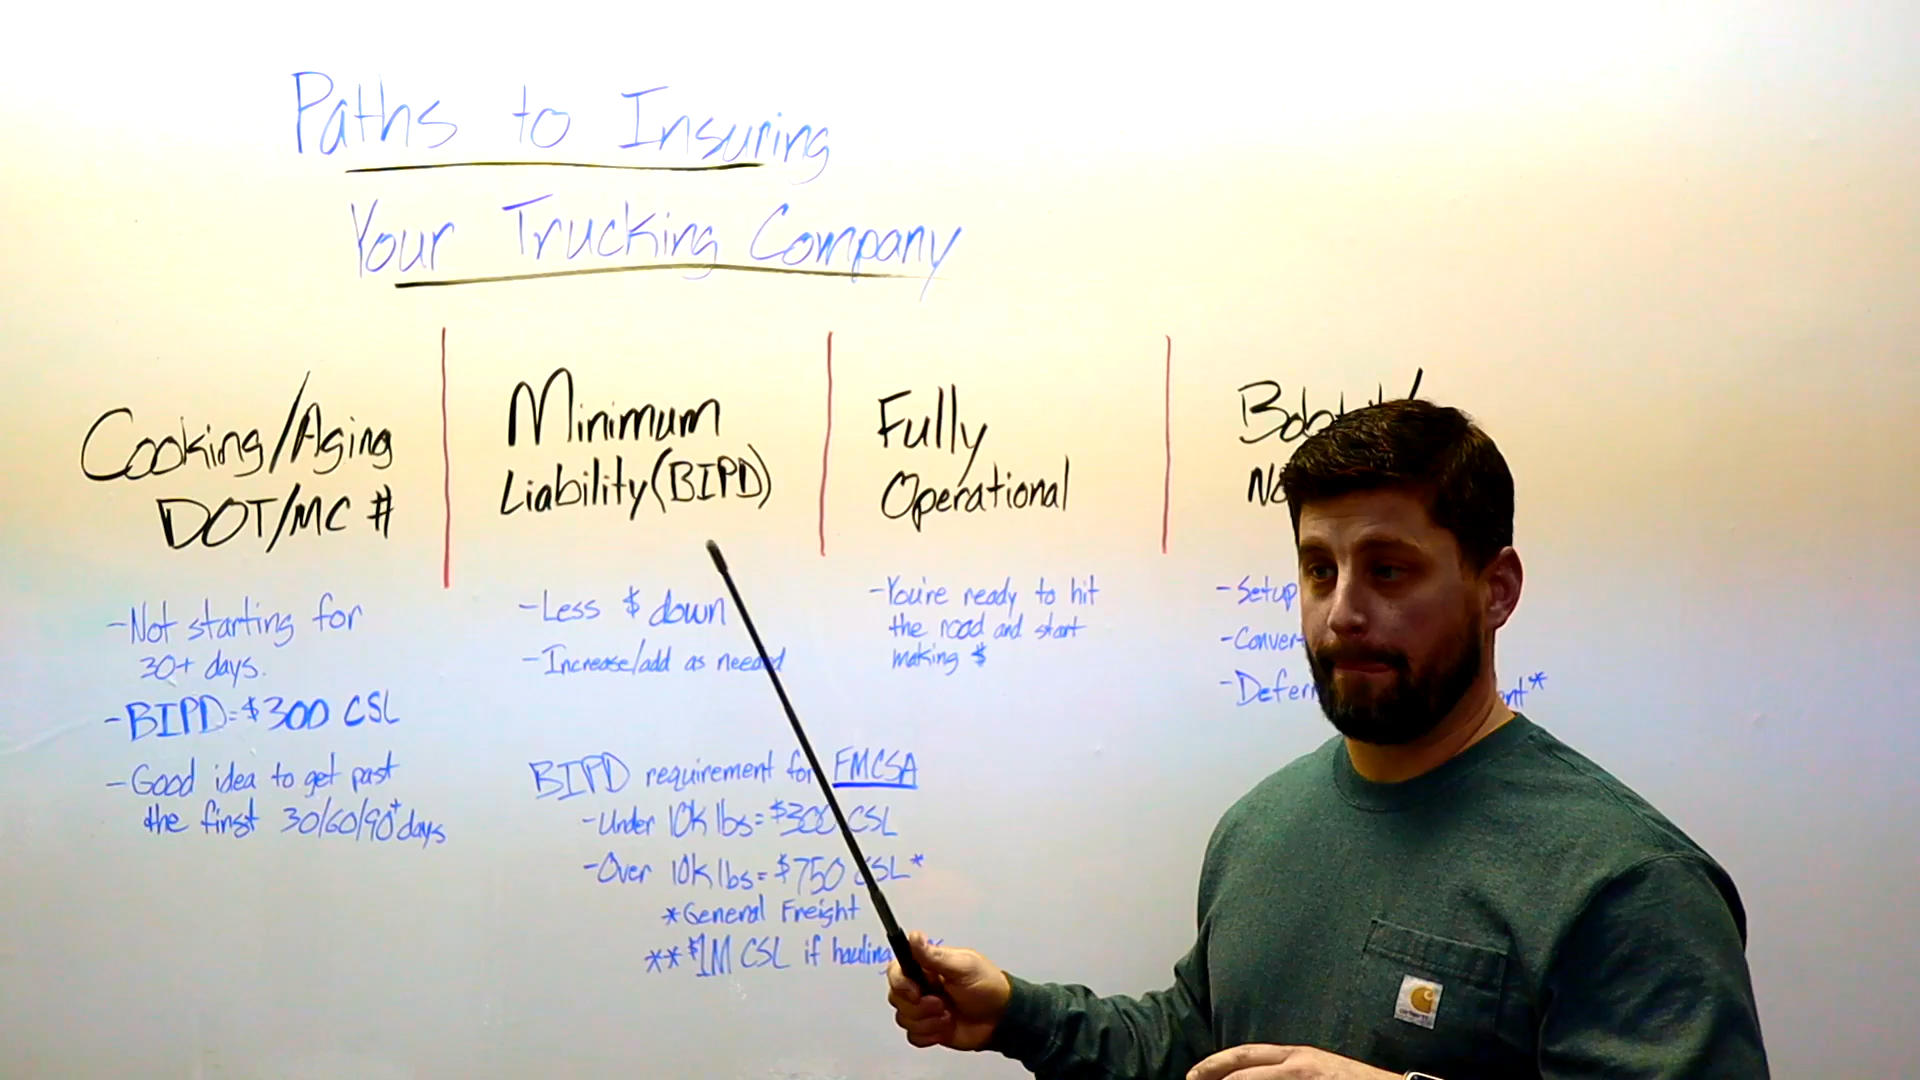 Paths to Insuring
Your Trucking Company
Cooking/Aging
DOT/MC #
-Not starting for
30+ days.
-BIPD=$300 CSL
-Good idea to get past
the first 30/60/90+ days
Minimum
Liability (BIPD)
-Less $ down
-Increase/add as needed
BIPD requirement for FMCSA
-Under 10K lbs=$300 CSL
-Over 10K lbs=$750 CSL*
*General Freight
**$1M CSL if hauling
Fully
Operational
-You're ready to hit
the road and start
making $
-Setup